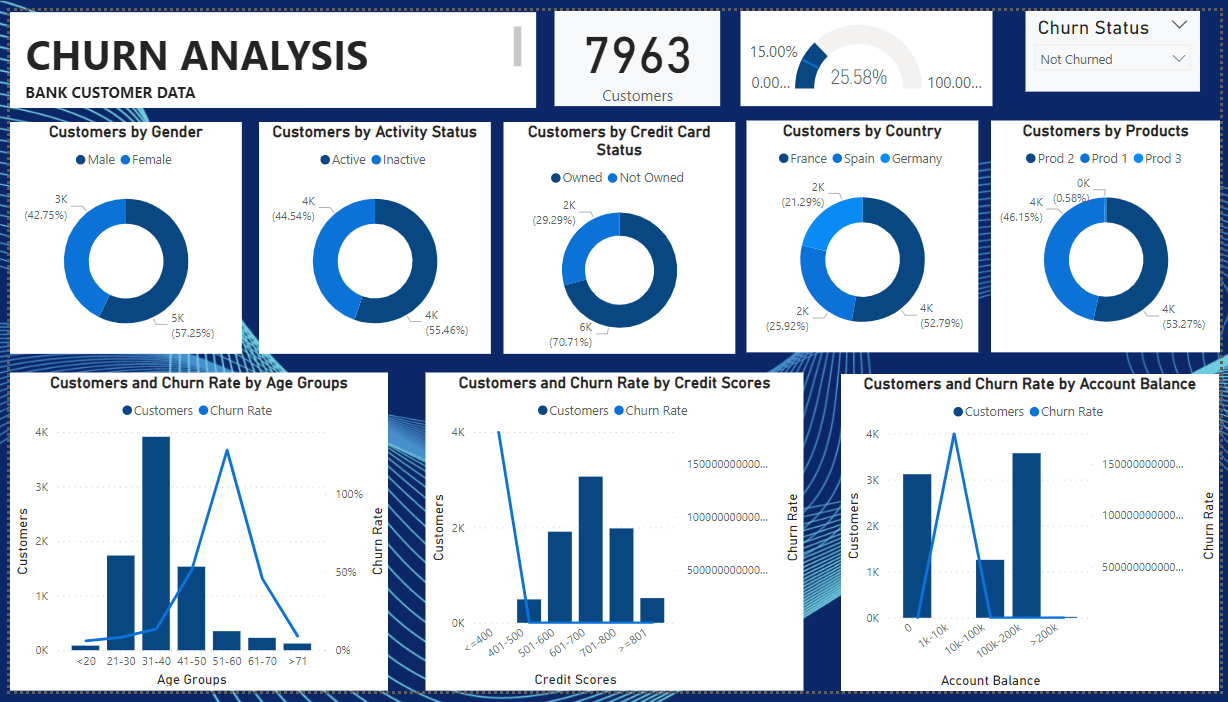 CHURN ANALYSIS
BANK CUSTOMER DATA
7963
Customers
15.00%
0.00...
25.58%
100.00...
Churn Status
Not Churned
Customers by Gender
Male Female
3K
(42.75%)
5K
(57.25%)
Customers by Activity Status
Active Inactive
4K
(44.54%)
4K
(55.46%)
Customers by Credit Card
Status
Owned Not Owned
2K
(29.29%)
6K
(70.71%)
Customers by Country
France Spain Germany
2K
(21.29%)
2K
(25.92%)
4K
(52.79%)
Customers by Products
Prod 2 Prod 1 Prod 3
0K
(0.58%)
4K
(46.15%)
4K
(53.27%)
Customers and Churn Rate by Age Groups
Customers Churn Rate
4K
3K
2K
1K
0K
100%
50%
0%
Customers
Churn Rate
<20 21-30 31-40 41-50 51-60 61-70 >71
Age Groups
Customers and Churn Rate by Credit Scores
Customers Churn Rate
4K
2K
0K
150000000000...
100000000000...
500000000000...
Customers
Churn Rate
<=400 401-500 501-600 601-700 701-800 >=801
Credit Scores
Customers and Churn Rate by Account Balance
Customers Churn Rate
4K
3K
2K
1K
0K
150000000000...
100000000000...
500000000000...
Customers
Churn Rate
0 1k-10k 10k-100k 100k-200k >200k
Account Balance